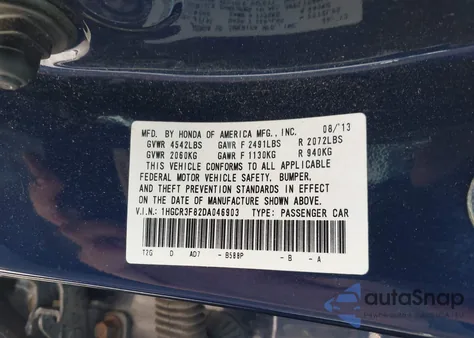 08/'13
MFD. BY HONDA OF AMERICA MFG., INC.
GVWR 4542LBS GAWR F 2491LBS R 2072LBS
GVWR 2060KG GAWR F 1130KG R 940KG
THIS VEHICLE CONFORMS TO ALL APPLICABLE
FEDERAL MOTOR VEHICLE SAFETY, BUMPER,
AND THEFT PREVENTION STANDARDS IN EFFECT
ON THE DATE OF MANUFACTURE SHOWN ABOVE.
V.I.N.: 1HGCR3F82DA046903 TYPE: PASSENGER CAR
T2G D AD7 -B588P -B -A
autoSnap